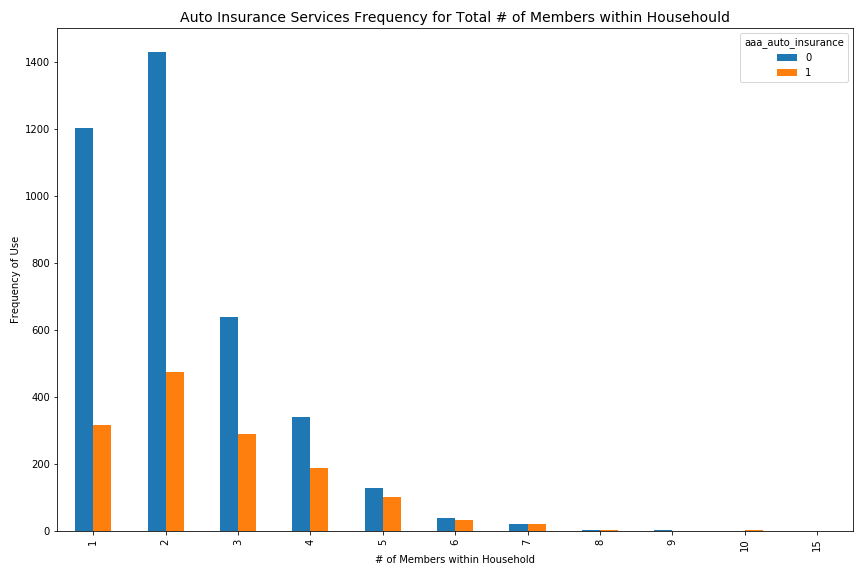 Auto Insurance Services Frequency for Total # of Members within Househould
aaa_auto_insurance
0
1
1400
1200
1000
800
600
400
200
0
Frequency of Use
1 2 3 4 5 6 7 8 9 10 15
# of Members within Household